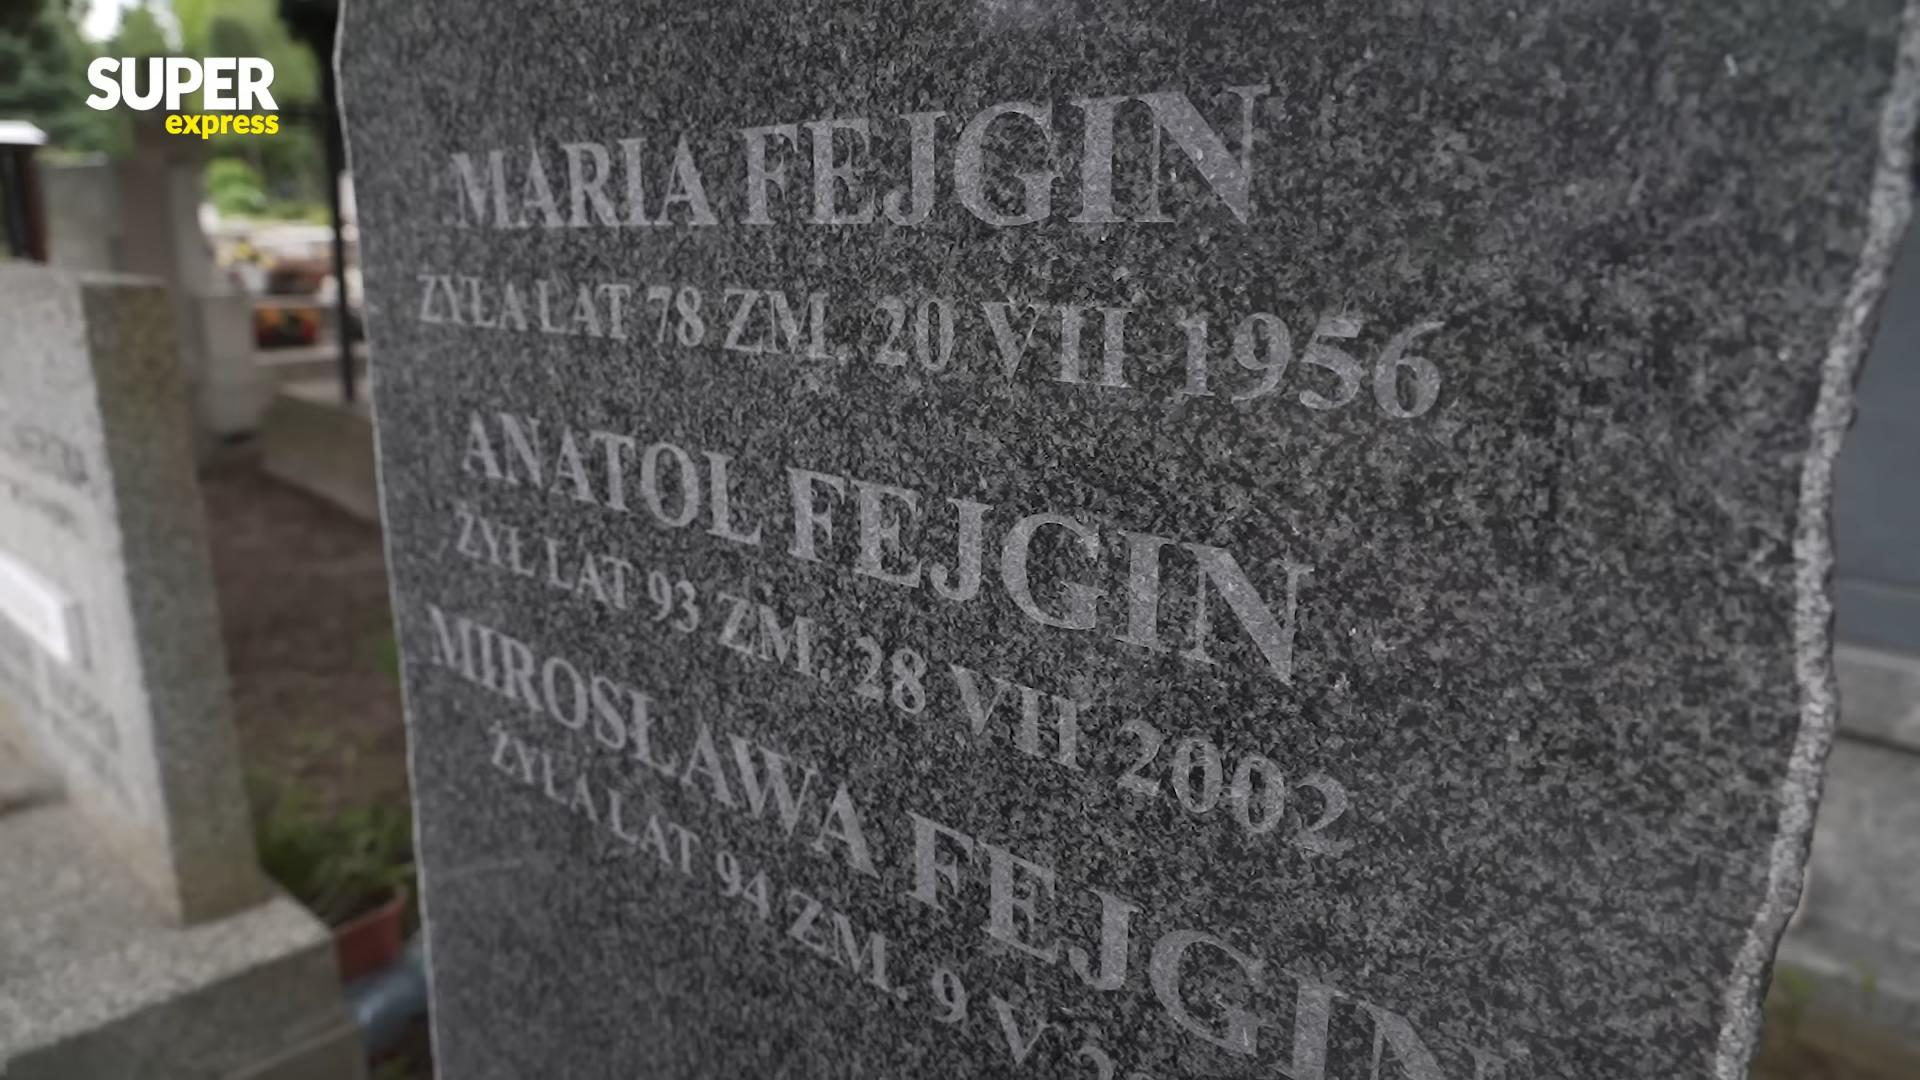 SUPER
express
MARIA FEJGIN
ŻYŁA LAT 78 ZM. 20 VII 1956
ANATOL FEJGIN
ŻYŁ LAT 93 ZM. 28 VII 2002
MIROSŁAWA FEJGIN
ŻYŁA LAT 94 ZM. 9 V